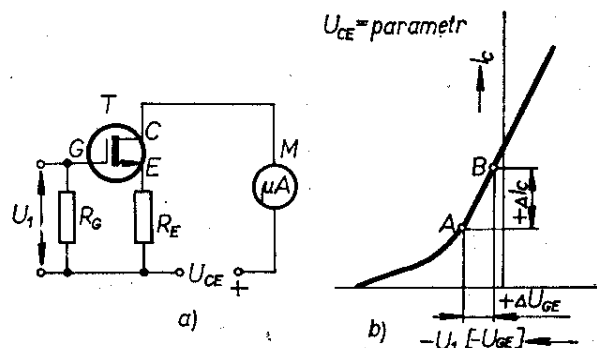 U_CE = parametr
T
C
G
E
M
µA
U_1
R_G
R_E
U_CE
+
a)
I_C
B
A
+ΔI_C
+ΔU_GE
-U_1 [-U_GE]
b)